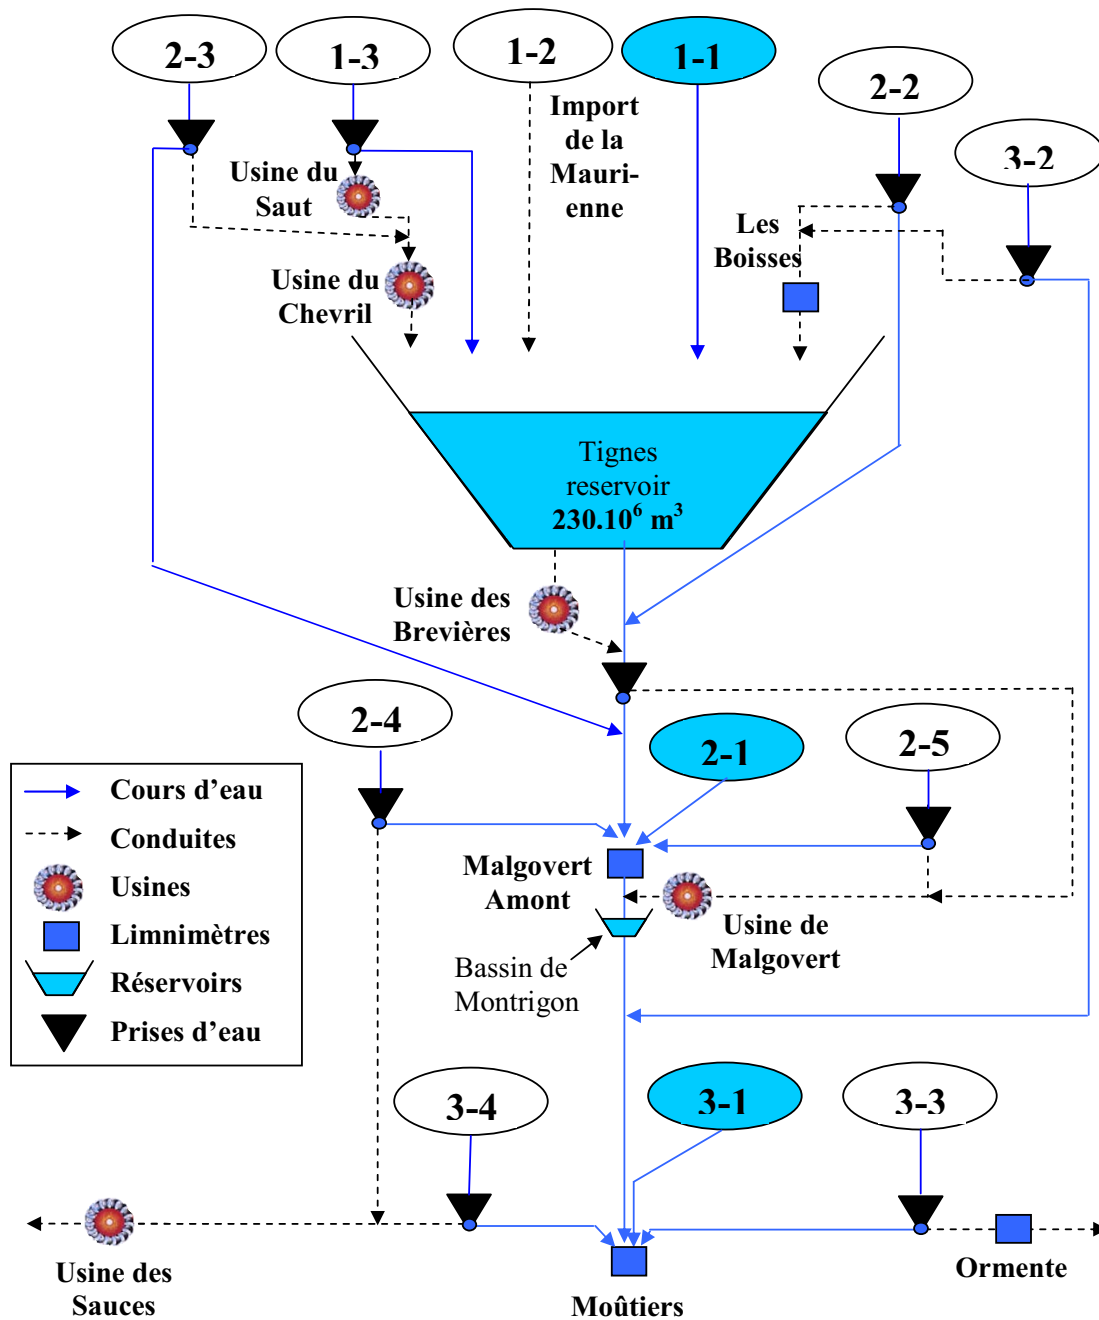 2-3
1-3
1-2
1-1
2-2
3-2
Import
de la
Mauri-
enne
Usine du
Saut
Les
Boisses
Usine du
Chevril
Tignes
reservoir
230.10⁶ m³
Usine des
Brevières
2-4
2-1
2-5
Cours d'eau
Conduites
Usines
Limnimètres
Réservoirs
Prises d'eau
Malgovert
Amont
Usine de
Malgovert
Bassin de
Montrigon
3-4
3-1
3-3
Usine des
Sauces
Moûtiers
Ormente